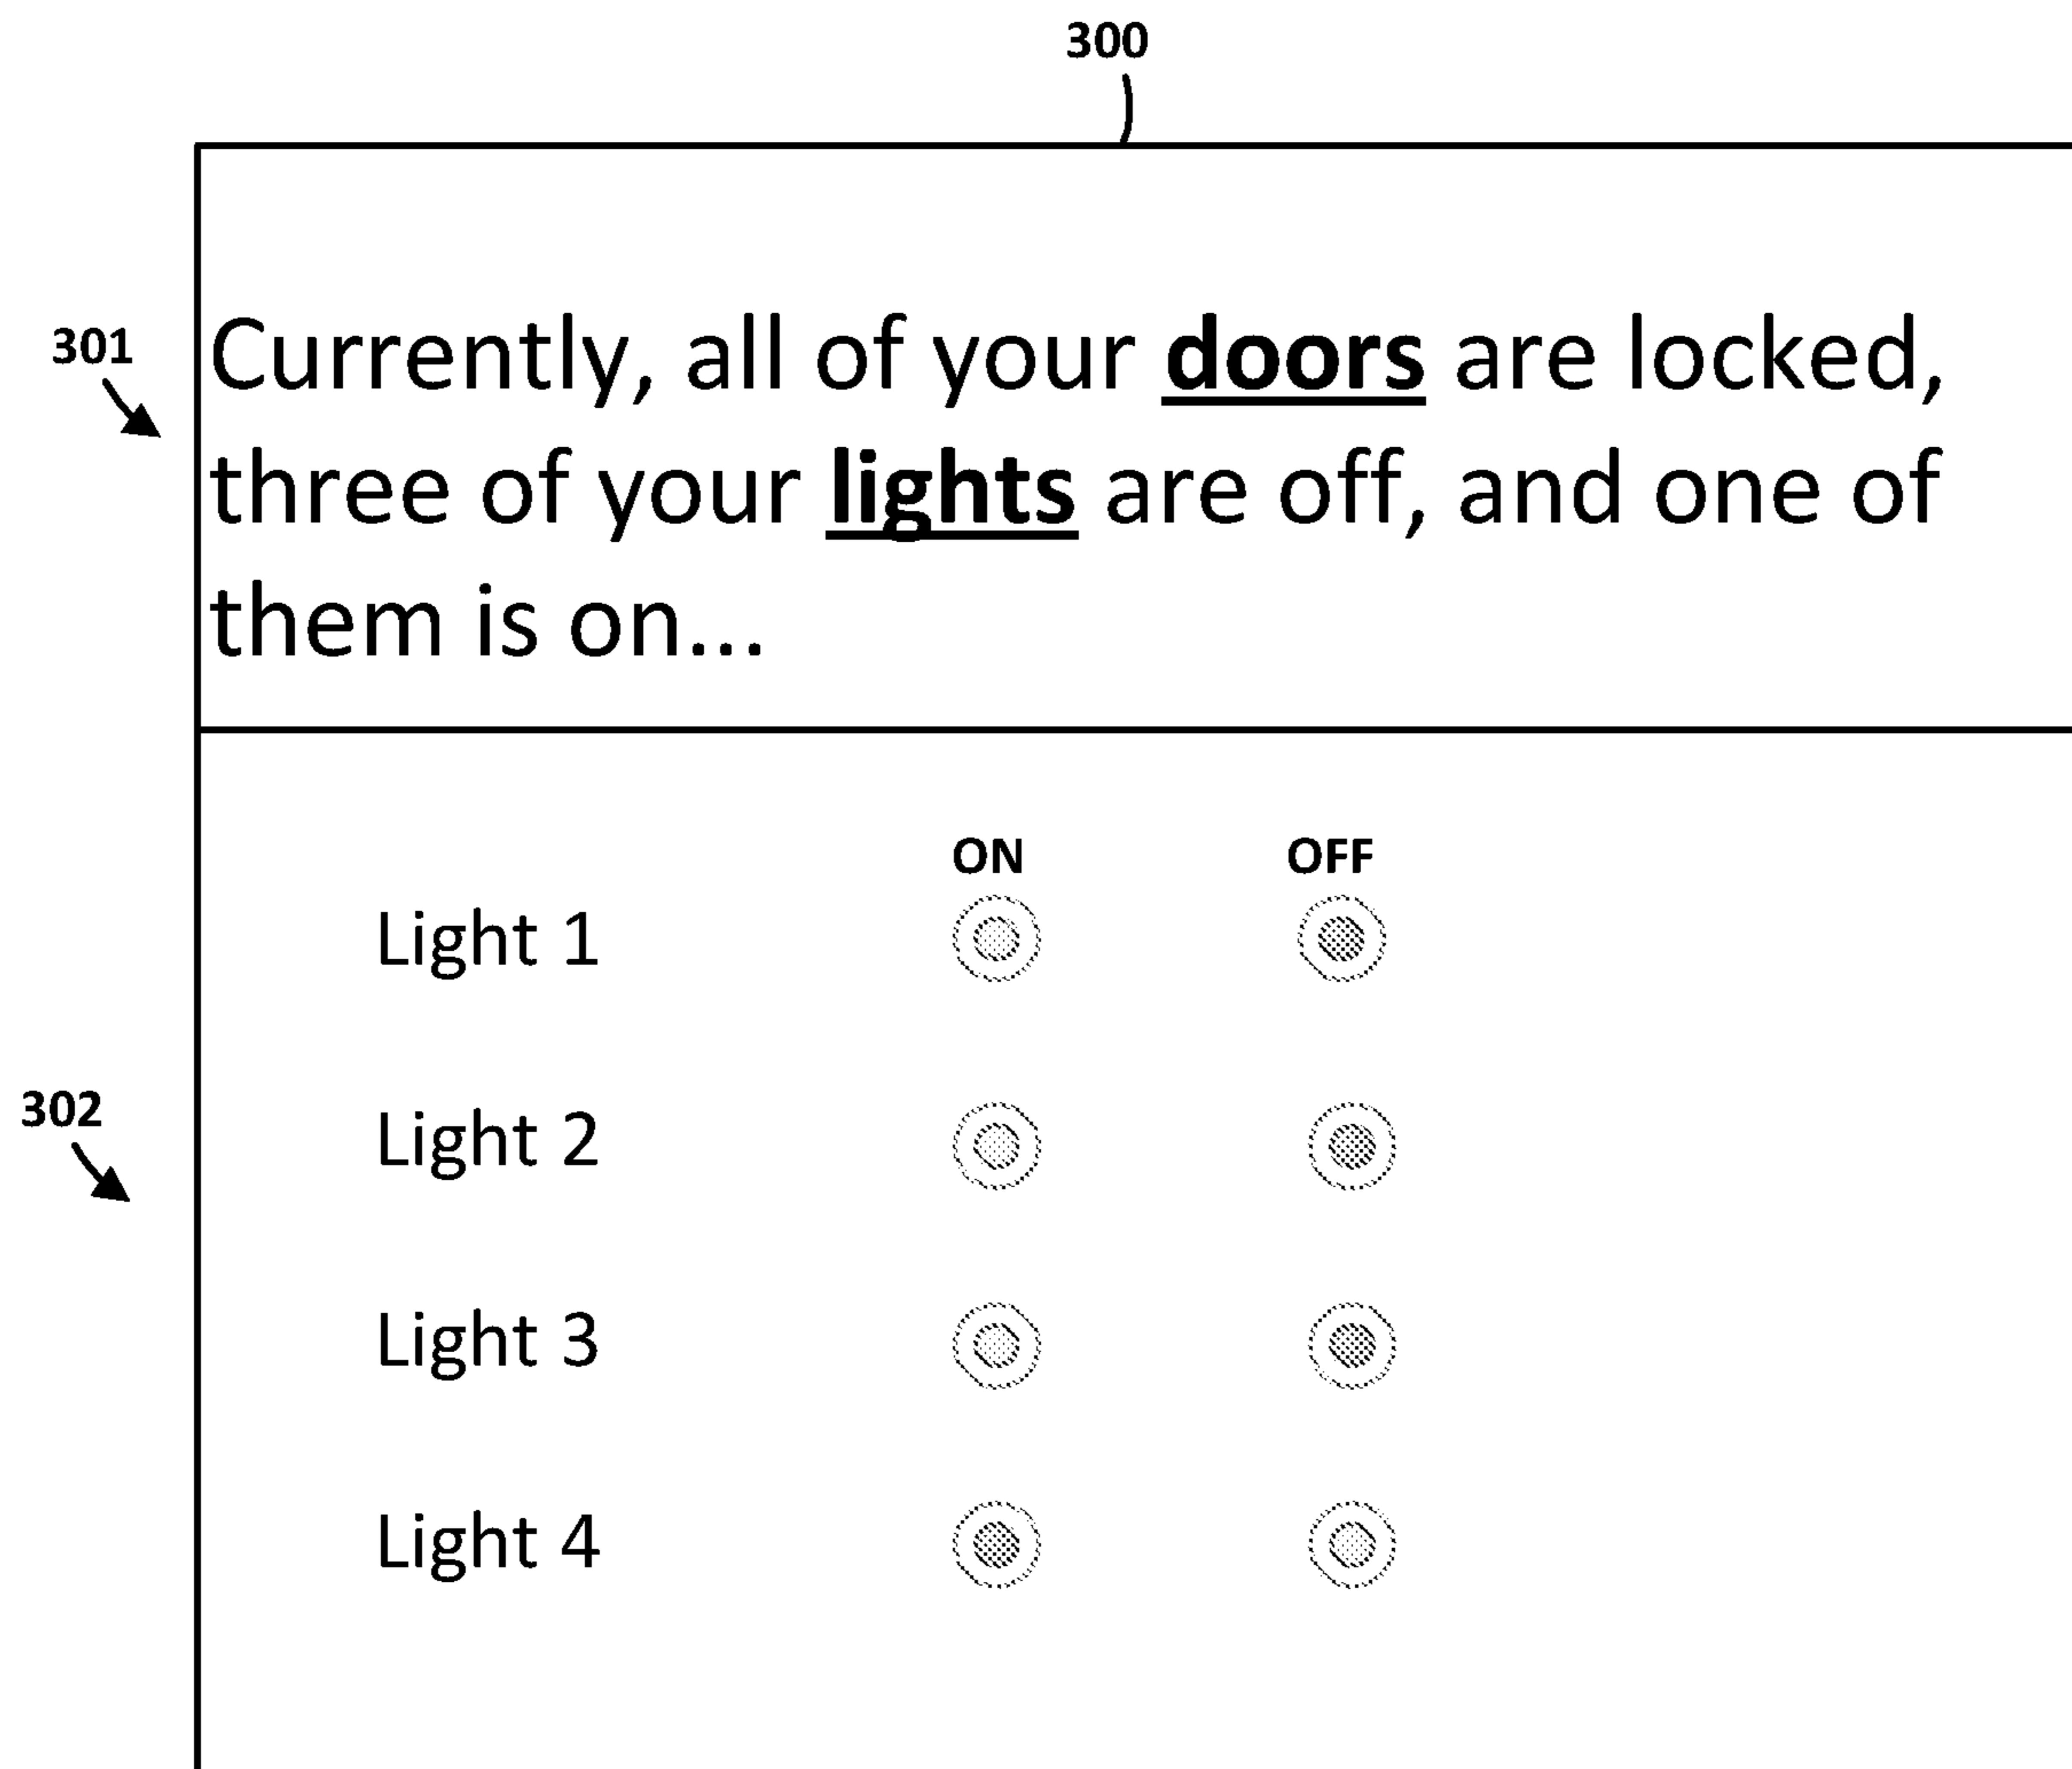 300
301
Currently, all of your doors are locked,
three of your lights are off, and one of
them is on...
ON OFF
Light 1
302
Light 2
Light 3
Light 4